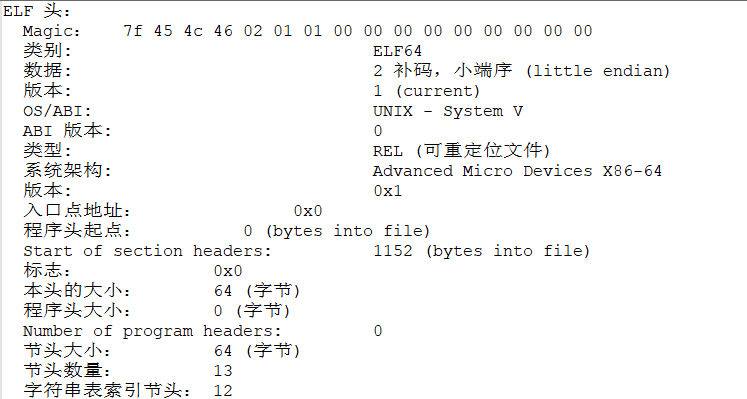 ELF 头：
Magic： 7f 45 4c 46 02 01 01 00 00 00 00 00 00 00 00 00
类别: ELF64
数据: 2 补码，小端序 (little endian)
版本: 1 (current)
OS/ABI: UNIX - System V
ABI 版本: 0
类型: REL (可重定位文件)
系统架构: Advanced Micro Devices X86-64
版本: 0x1
入口点地址： 0x0
程序头起点： 0 (bytes into file)
Start of section headers: 1152 (bytes into file)
标志： 0x0
本头的大小： 64 (字节)
程序头大小： 0 (字节)
Number of program headers: 0
节头大小： 64 (字节)
节头数量： 13
字符串表索引节头： 12